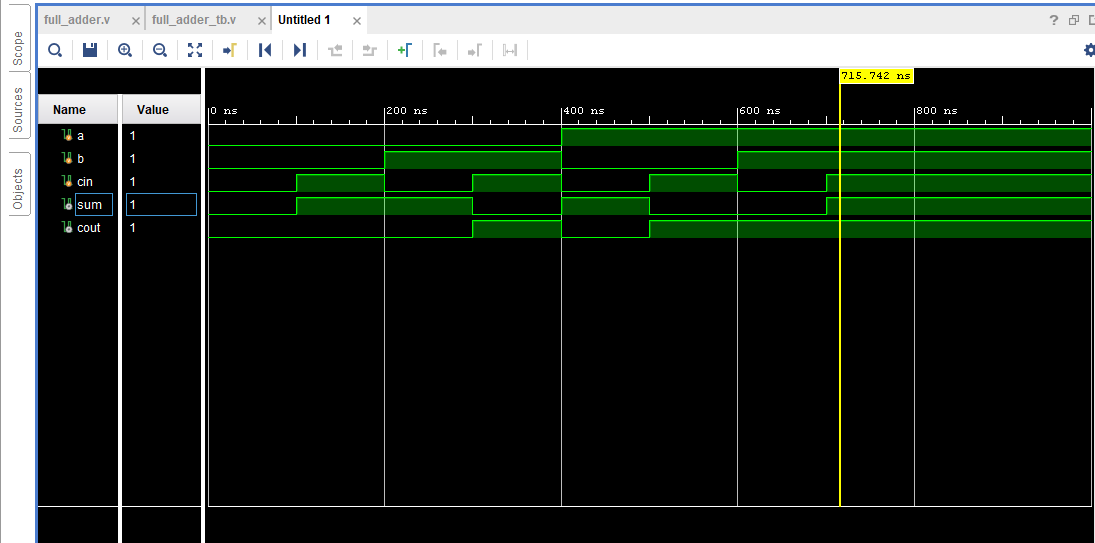 full_adder.v × full_adder_tb.v × Untitled 1 ×
?
Scope
Sources
Objects
715.742 ns
Name Value
0 ns 200 ns 400 ns 600 ns 800 ns
a 1
b 1
cin 1
sum 1
cout 1